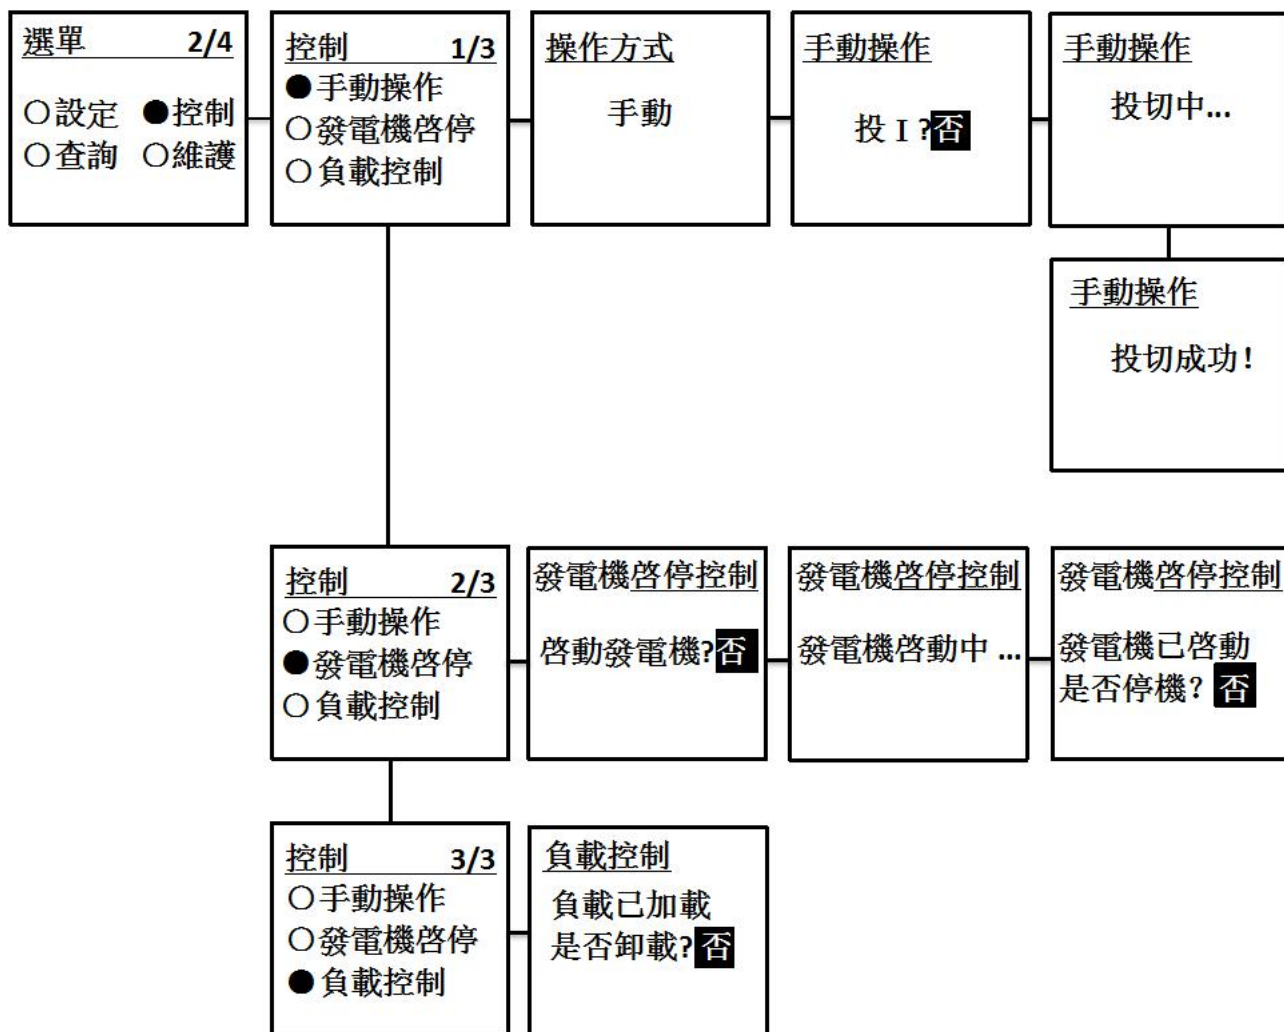 選單 2/4
○設定 ●控制
○查詢 ○維護
控制 1/3
●手動操作
○發電機啓停
○負載控制
操作方式
手動
手動操作
投 I ?否
手動操作
投切中...
手動操作
投切成功!
控制 2/3
○手動操作
●發電機啓停
○負載控制
發電機啓停控制
啓動發電機?否
發電機啓停控制
發電機啓動中 ...
發電機啓停控制
發電機已啓動
是否停機? 否
控制 3/3
○手動操作
○發電機啓停
●負載控制
負載控制
負載已加載
是否卸載?否